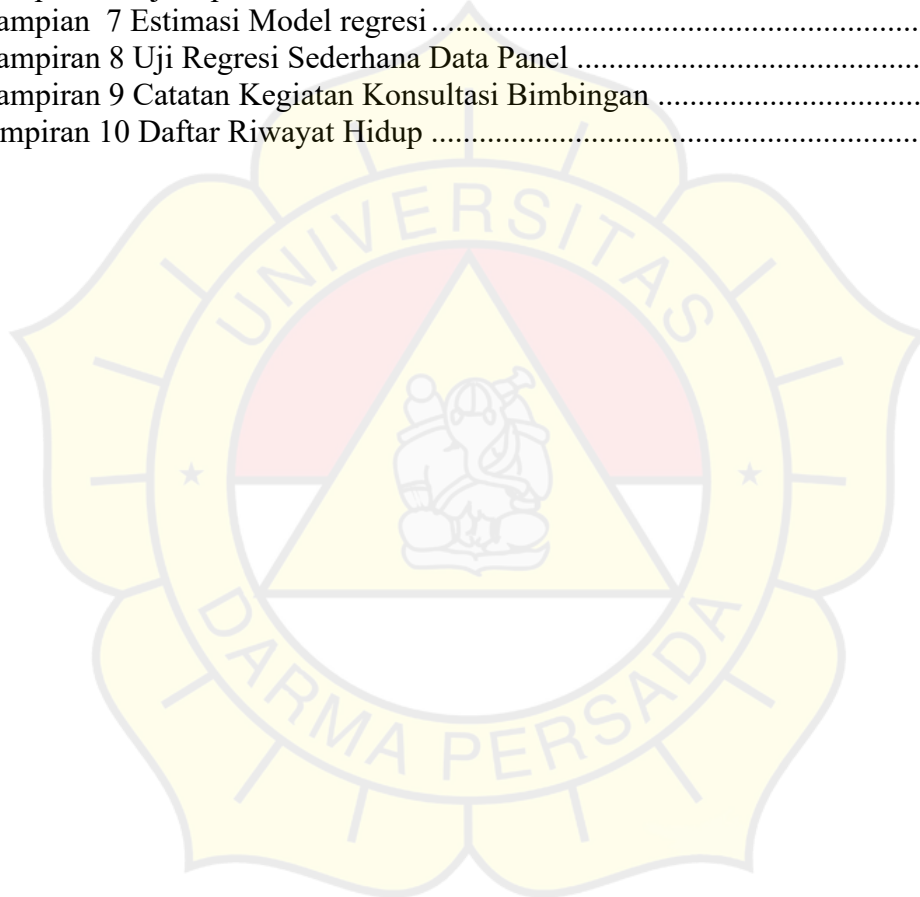 ampian 7 Estimasi Model regresi ........................................................................
ampiran 8 Uji Regresi Sederhana Data Panel ...........................................
ampiran 9 Catatan Kegiatan Konsultasi Bimbingan .................................
mpiran 10 Daftar Riwayat Hidup .............................................................
UNIVERSITAS
DARMA PERSADA